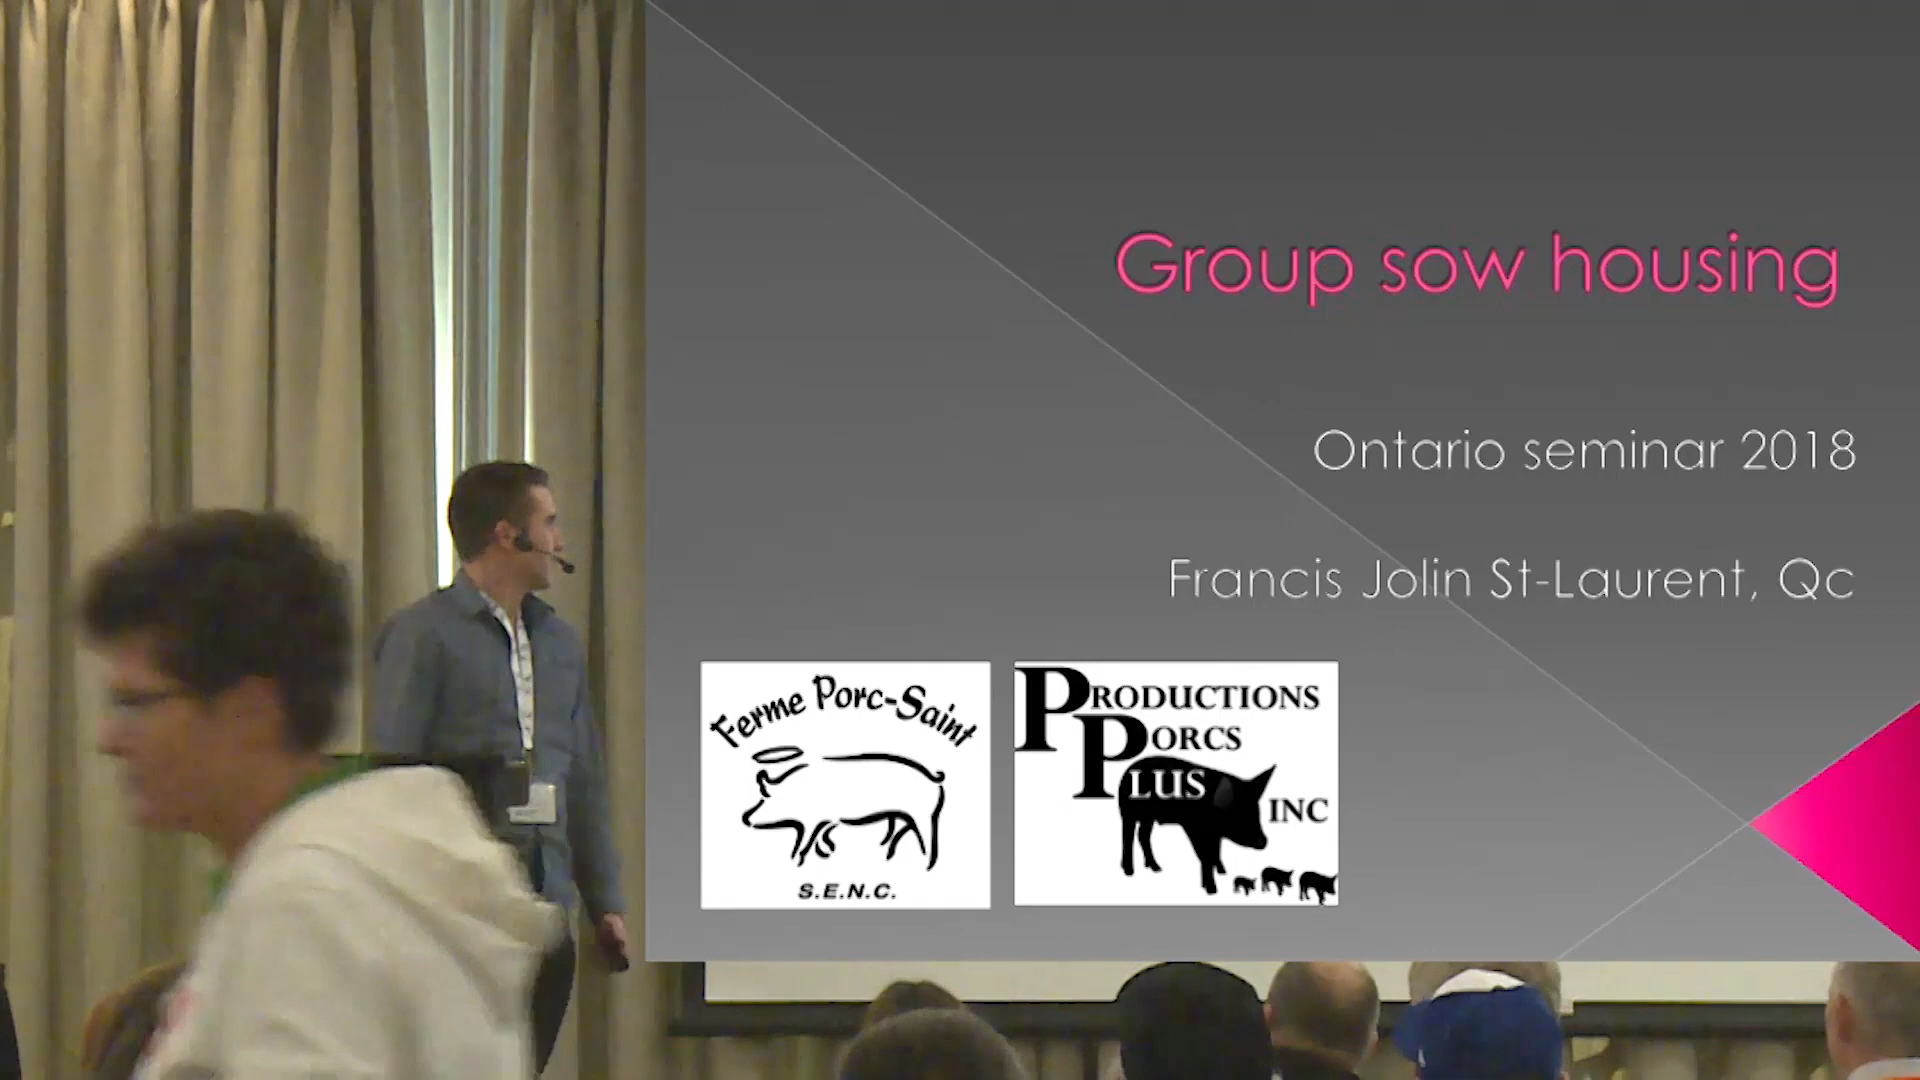 Group sow housing
Ontario seminar 2018
Francis Jolin St-Laurent, Qc
Ferme Porc-Saint
S.E.N.C.
PRODUCTIONS
PORCS
PLUS
INC